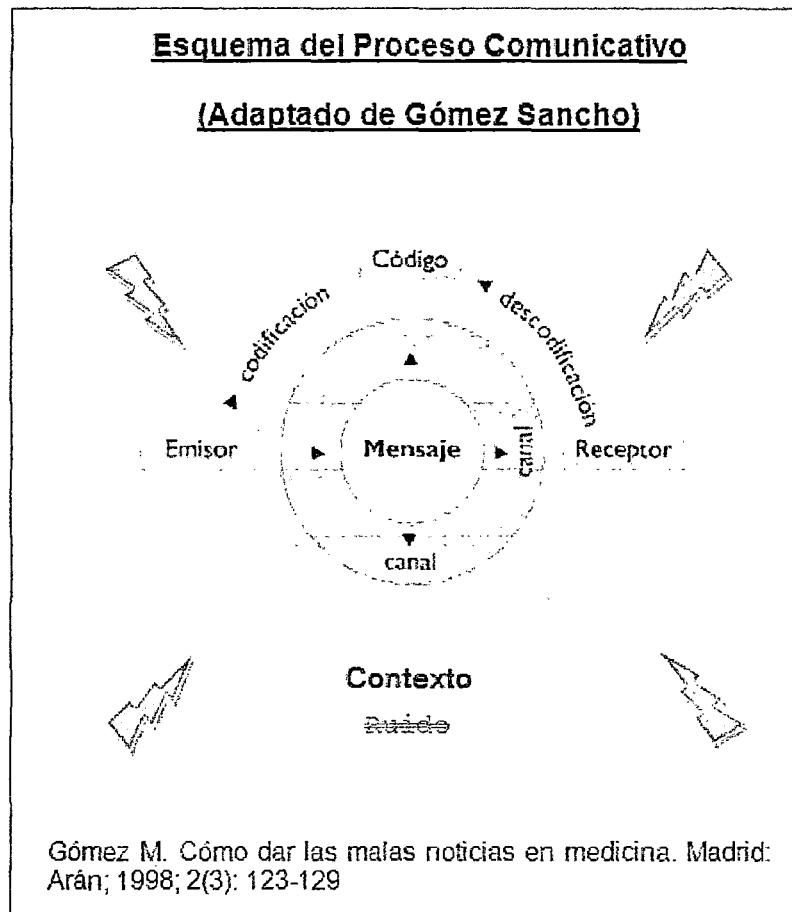 Esquema del Proceso Comunicativo
(Adaptado de Gómez Sancho)
Código
codificación
descodificación
Emisor
Mensaje
canal
Receptor
canal
Contexto
Ruido
Gómez M. Cómo dar las malas noticias en medicina. Madrid:
Arán; 1998; 2(3): 123-129